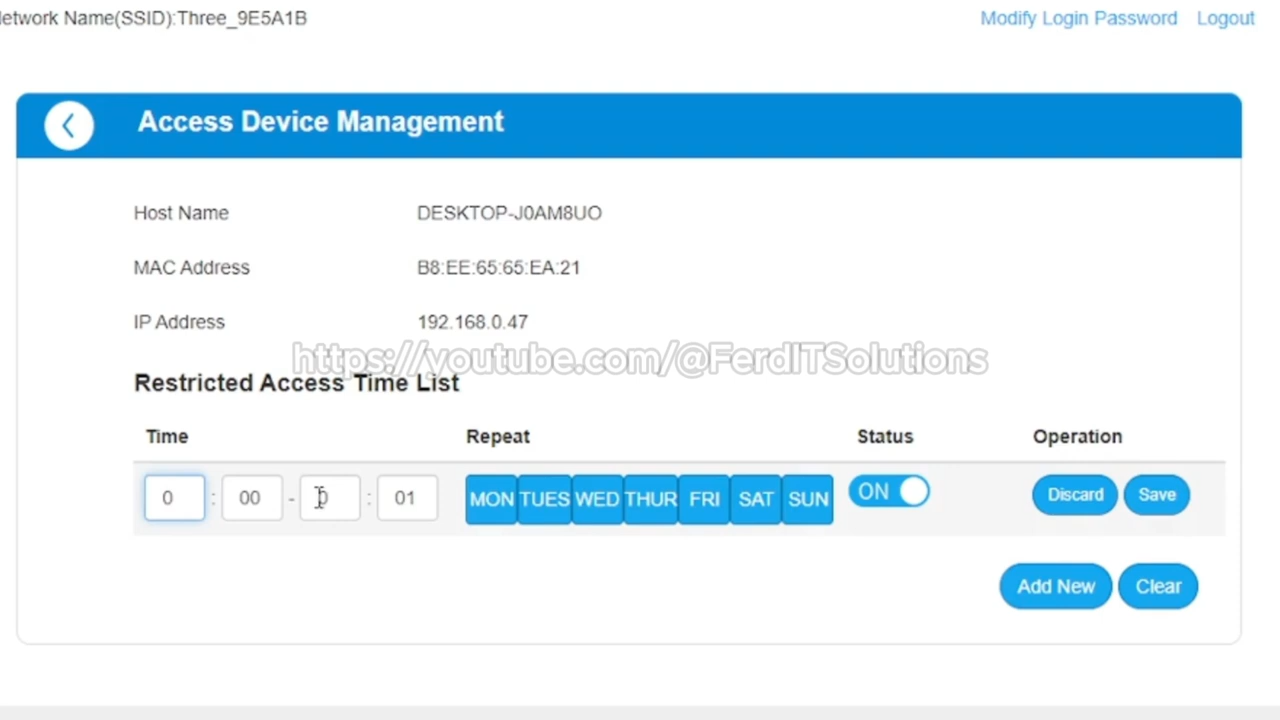 etwork Name(SSID):Three_9E5A1B
Modify Login Password Logout
Access Device Management
Host Name DESKTOP-J0AM8UO
MAC Address B8:EE:65:65:EA:21
IP Address 192.168.0.47
https://youtube.com/@FerdITSolutions
Restricted Access Time List
Time Repeat Status Operation
0 : 00 - 0 : 01 MON TUES WED THUR FRI SAT SUN ON Discard Save
Add New Clear